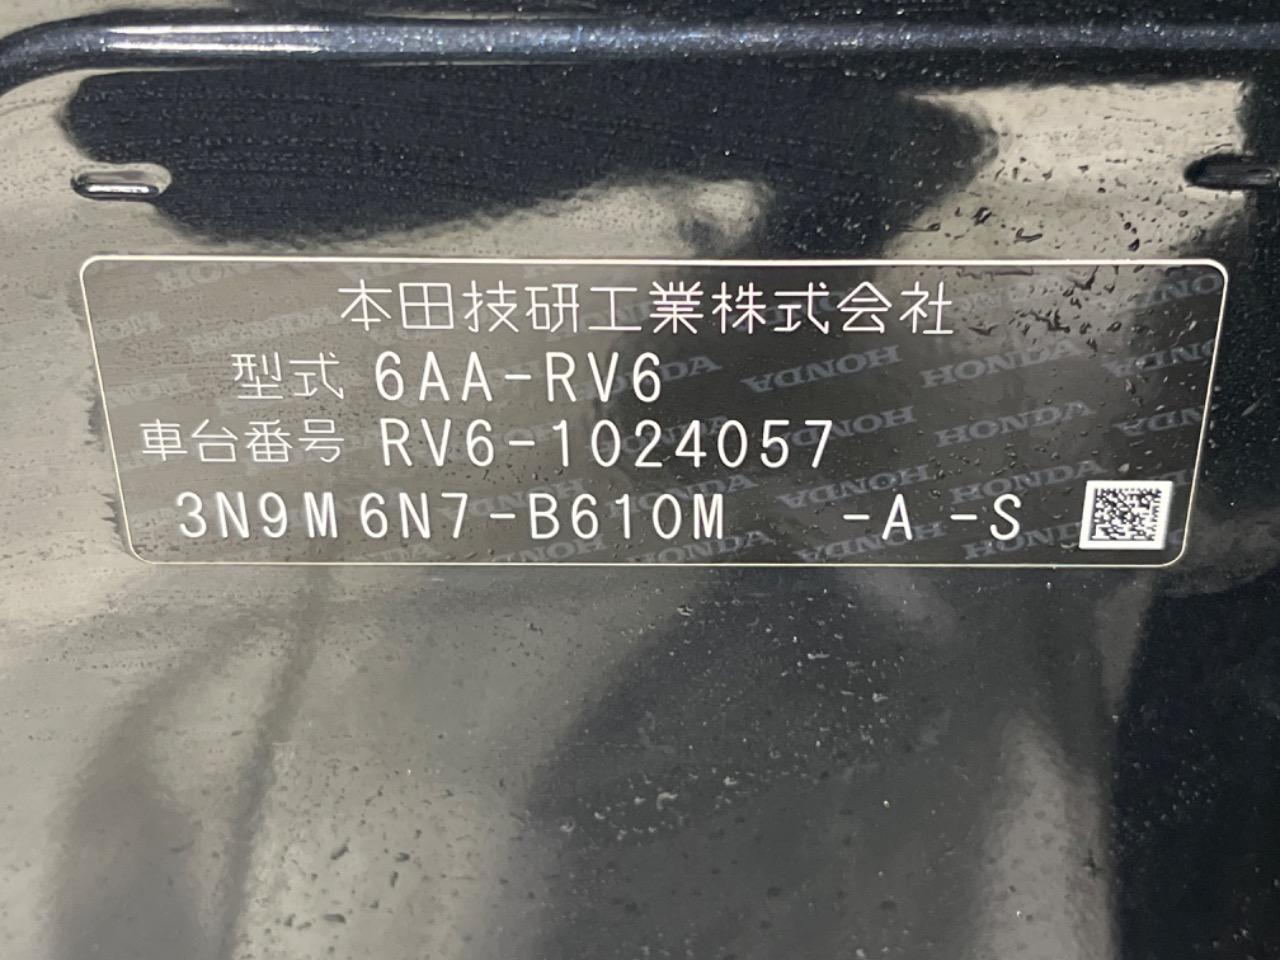 本田技研工業株式会社
型式 6AA-RV6
車台番号 RV6-1024057
3N9M6N7-B610M -A -S